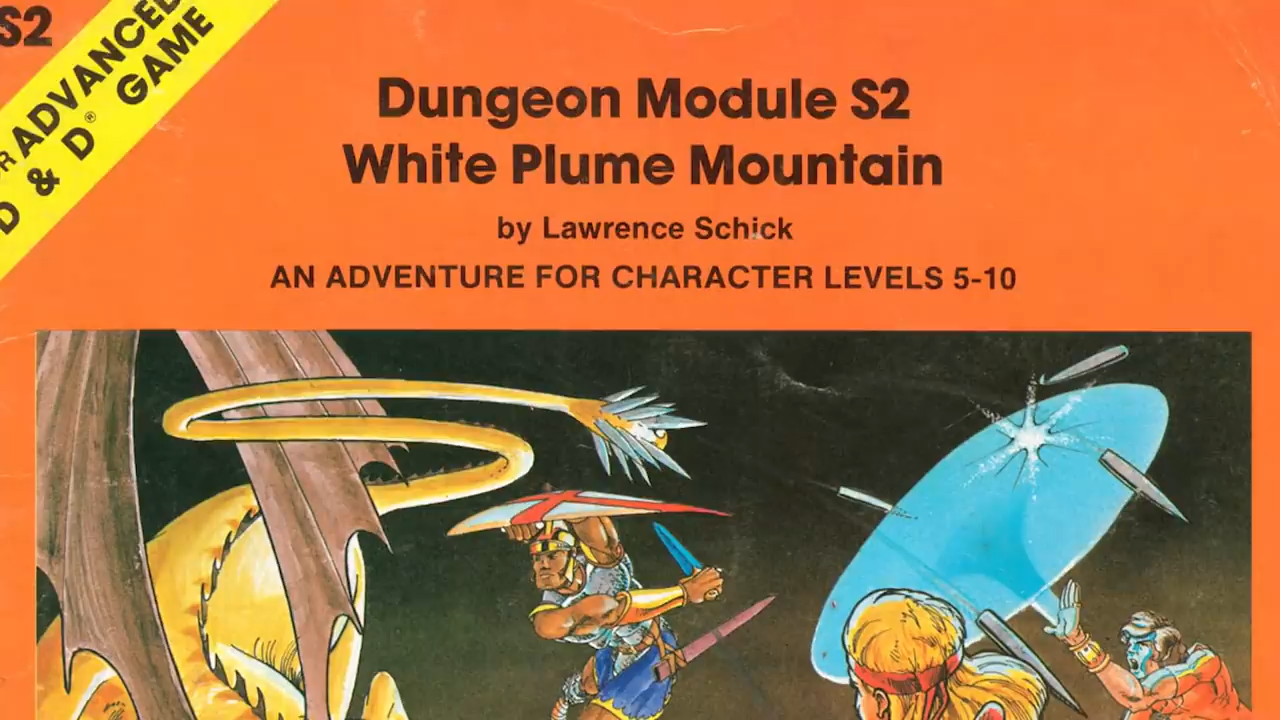 S2
ADVANCED
D & D® GAME
Dungeon Module S2
White Plume Mountain
by Lawrence Schick
AN ADVENTURE FOR CHARACTER LEVELS 5-10